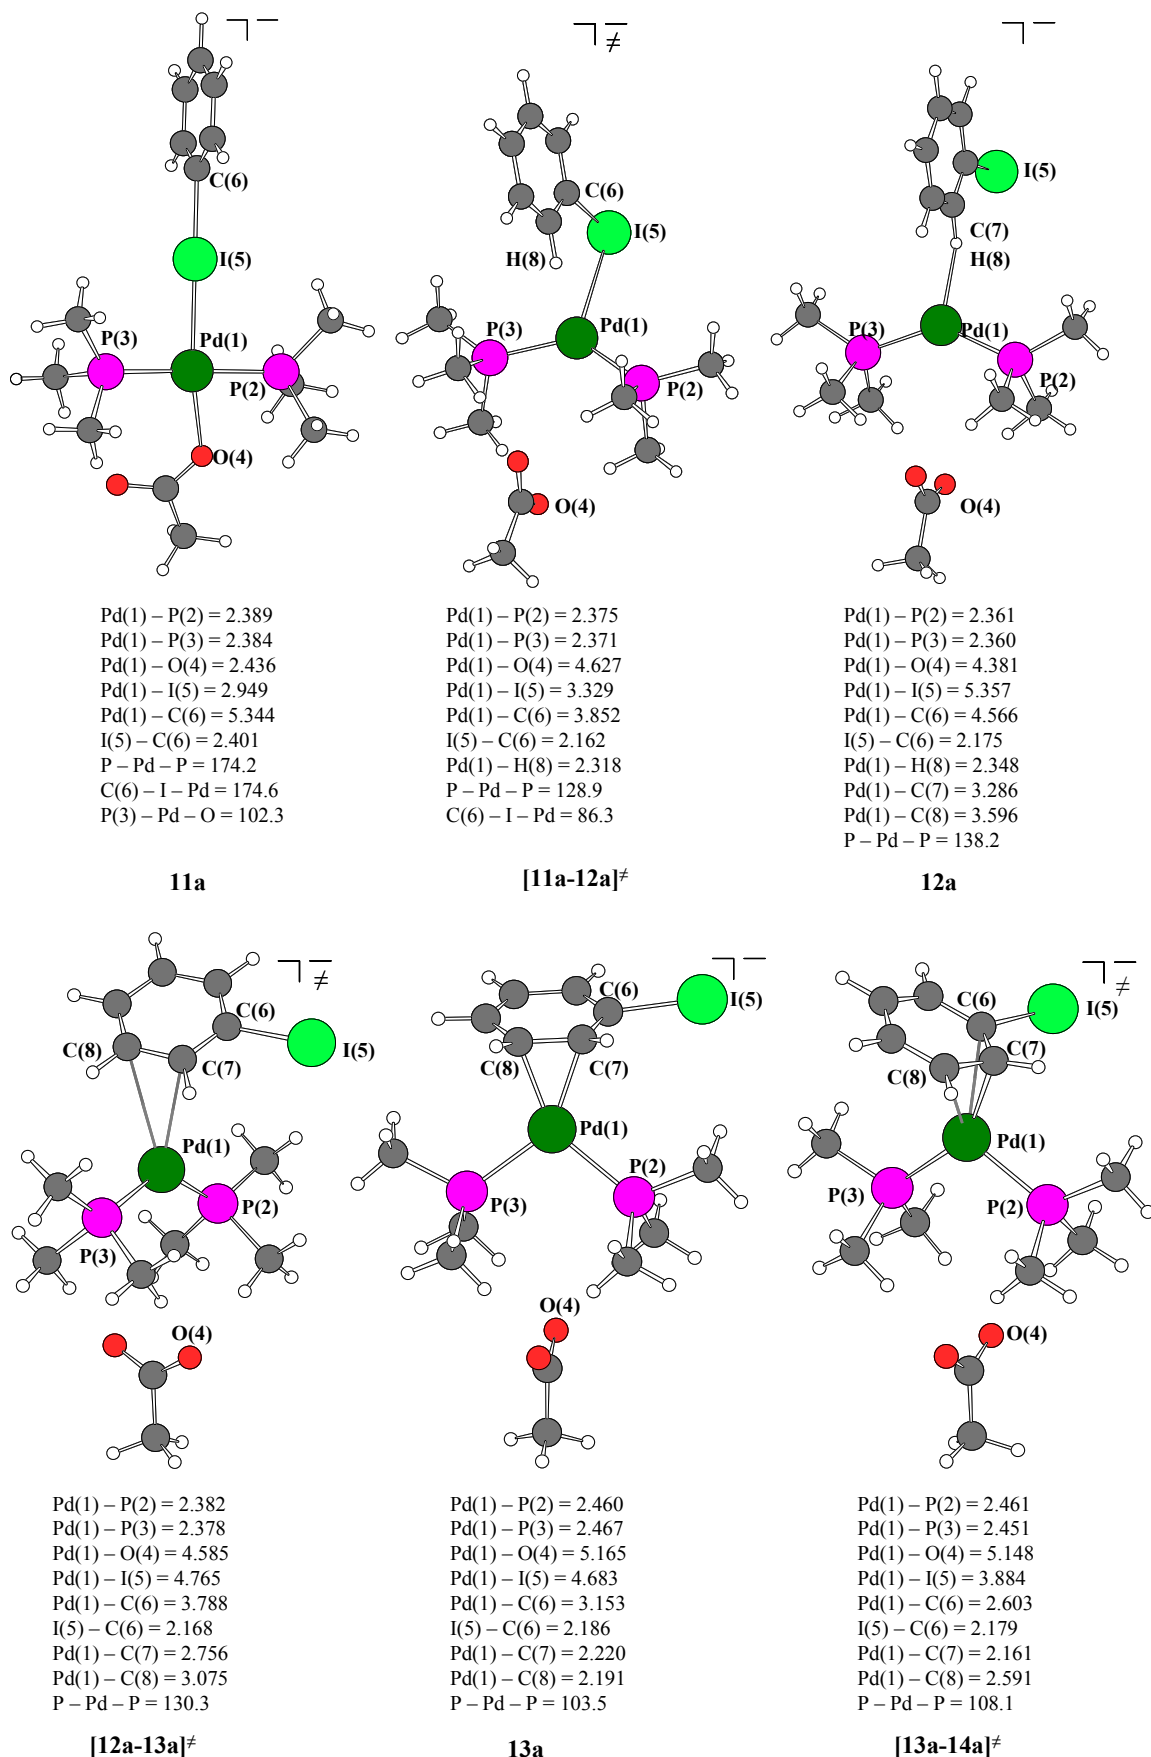 C(6)
I(5)
P(3)
Pd(1)
P(2)
O(4)
Pd(1) – P(2) = 2.389
Pd(1) – P(3) = 2.384
Pd(1) – O(4) = 2.436
Pd(1) – I(5) = 2.949
Pd(1) – C(6) = 5.344
I(5) – C(6) = 2.401
P – Pd – P = 174.2
C(6) – I – Pd = 174.6
P(3) – Pd – O = 102.3
11a
≠
C(6)
I(5)
H(8)
Pd(1)
P(3)
P(2)
O(4)
Pd(1) – P(2) = 2.375
Pd(1) – P(3) = 2.371
Pd(1) – O(4) = 4.627
Pd(1) – I(5) = 3.329
Pd(1) – C(6) = 3.852
I(5) – C(6) = 2.162
Pd(1) – H(8) = 2.318
P – Pd – P = 128.9
C(6) – I – Pd = 86.3
[11a-12a]≠
I(5)
C(7)
H(8)
P(3)
Pd(1)
P(2)
O(4)
Pd(1) – P(2) = 2.361
Pd(1) – P(3) = 2.360
Pd(1) – O(4) = 4.381
Pd(1) – I(5) = 5.357
Pd(1) – C(6) = 4.566
I(5) – C(6) = 2.175
Pd(1) – H(8) = 2.348
Pd(1) – C(7) = 3.286
Pd(1) – C(8) = 3.596
P – Pd – P = 138.2
12a
≠
C(6)
I(5)
C(8)
C(7)
Pd(1)
P(2)
P(3)
O(4)
Pd(1) – P(2) = 2.382
Pd(1) – P(3) = 2.378
Pd(1) – O(4) = 4.585
Pd(1) – I(5) = 4.765
Pd(1) – C(6) = 3.788
I(5) – C(6) = 2.168
Pd(1) – C(7) = 2.756
Pd(1) – C(8) = 3.075
P – Pd – P = 130.3
[12a-13a]≠
C(6)
I(5)
C(8)
C(7)
Pd(1)
P(2)
P(3)
O(4)
Pd(1) – P(2) = 2.460
Pd(1) – P(3) = 2.467
Pd(1) – O(4) = 5.165
Pd(1) – I(5) = 4.683
Pd(1) – C(6) = 3.153
I(5) – C(6) = 2.186
Pd(1) – C(7) = 2.220
Pd(1) – C(8) = 2.191
P – Pd – P = 103.5
13a
≠
C(6)
I(5)
C(7)
C(8)
Pd(1)
P(3)
P(2)
O(4)
Pd(1) – P(2) = 2.461
Pd(1) – P(3) = 2.451
Pd(1) – O(4) = 5.148
Pd(1) – I(5) = 3.884
Pd(1) – C(6) = 2.603
I(5) – C(6) = 2.179
Pd(1) – C(7) = 2.161
Pd(1) – C(8) = 2.591
P – Pd – P = 108.1
[13a-14a]≠